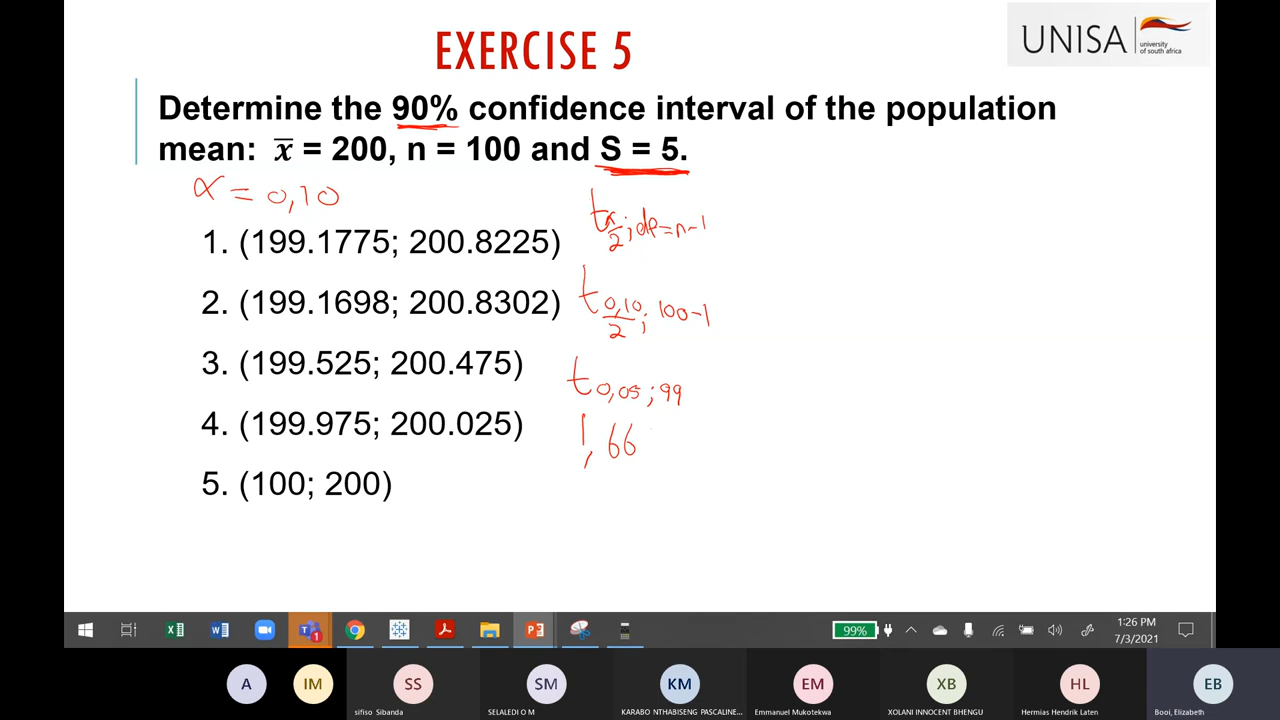 EXERCISE 5
UNISA
university
of south africa
Determine the 90% confidence interval of the population
mean: x̅ = 200, n = 100 and S = 5.
α = 0,10
t α/2 ; df = n-1
1. (199.1775; 200.8225)
2. (199.1698; 200.8302)
t 0,10/2 ; 100-1
3. (199.525; 200.475)
t 0,05 ; 99
4. (199.975; 200.025)
1,66
5. (100; 200)
99%
1:26 PM
7/3/2021
1
A
IM
SS
SM
KM
EM
XB
HL
EB
sifiso Sibanda
SELALEDI O M
KARABO NTHABISENG PASCALINE...
Emmanuel Mukotekwa
XOLANI INNOCENT BHENGU
Hermias Hendrik Laten
Booi, Elizabeth